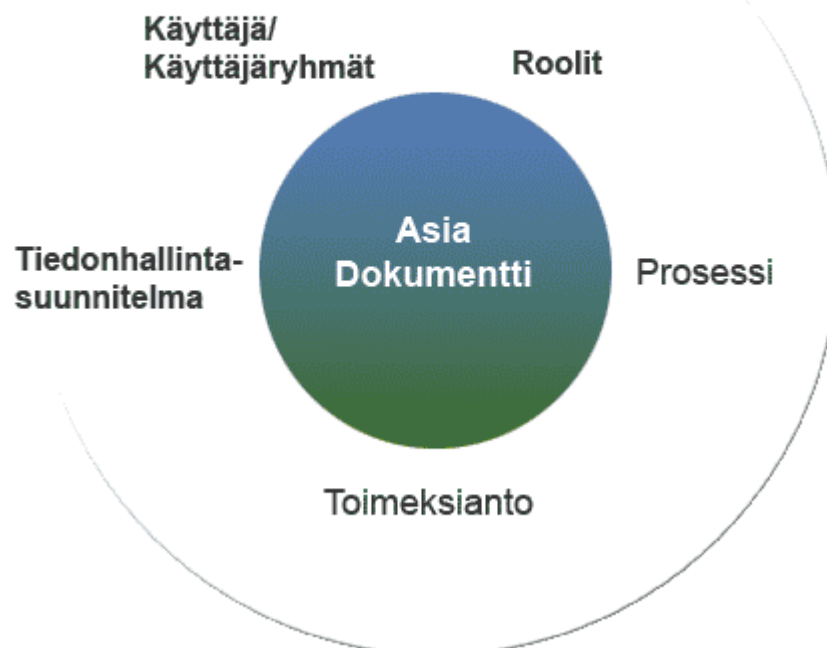 Käyttäjä/
Käyttäjäryhmät
Roolit
Asia
Dokumentti
Tiedonhallinta-
suunnitelma
Prosessi
Toimeksianto